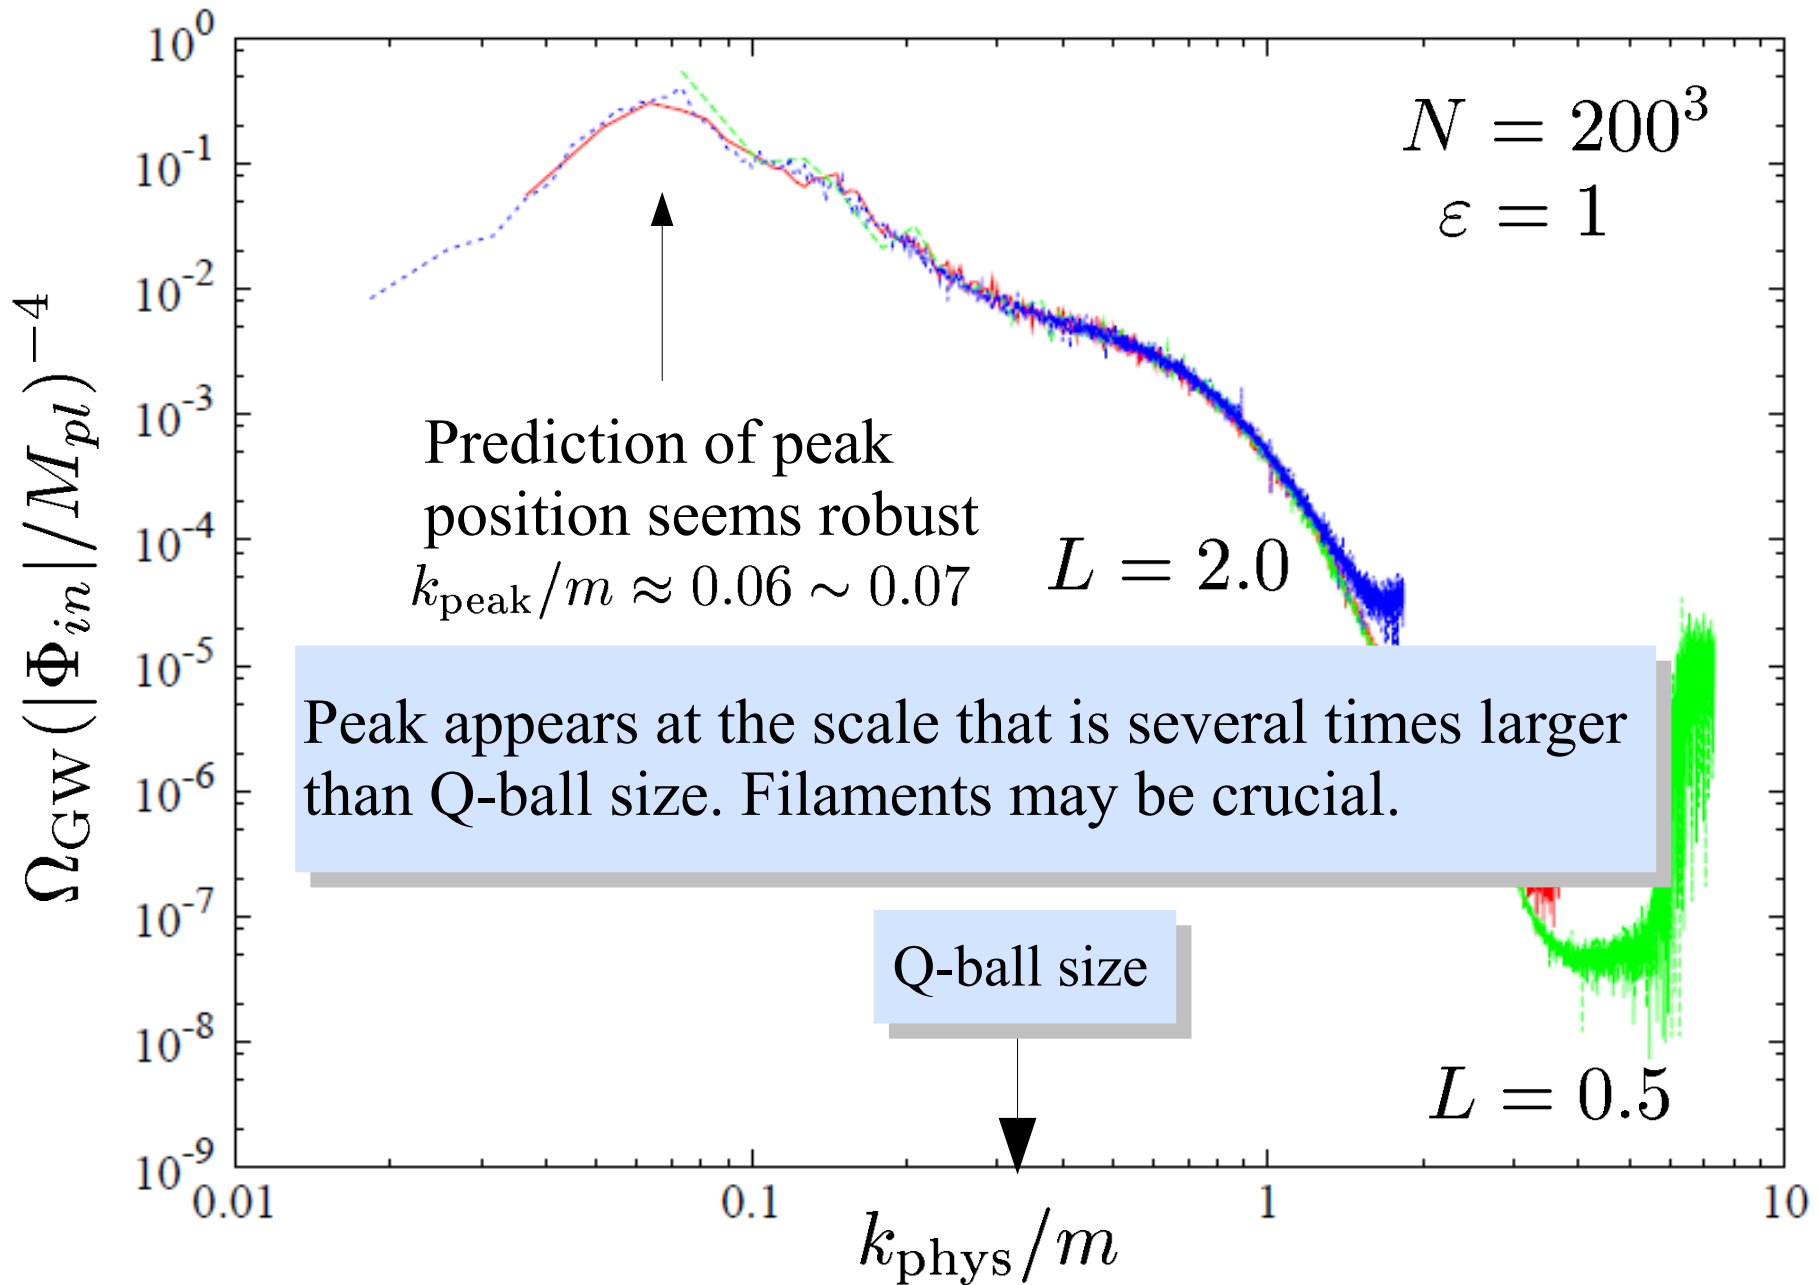 10^0
10^-1
10^-2
10^-3
10^-4
10^-5
10^-6
10^-7
10^-8
10^-9
Ω_GW(|Φ_in|/M_pl)^−4
N = 200^3
ε = 1
Prediction of peak
position seems robust
k_peak/m ≈ 0.06 ∼ 0.07
L = 2.0
Peak appears at the scale that is several times larger
than Q-ball size. Filaments may be crucial.
Q-ball size
L = 0.5
0.01 0.1 1 10
k_phys/m